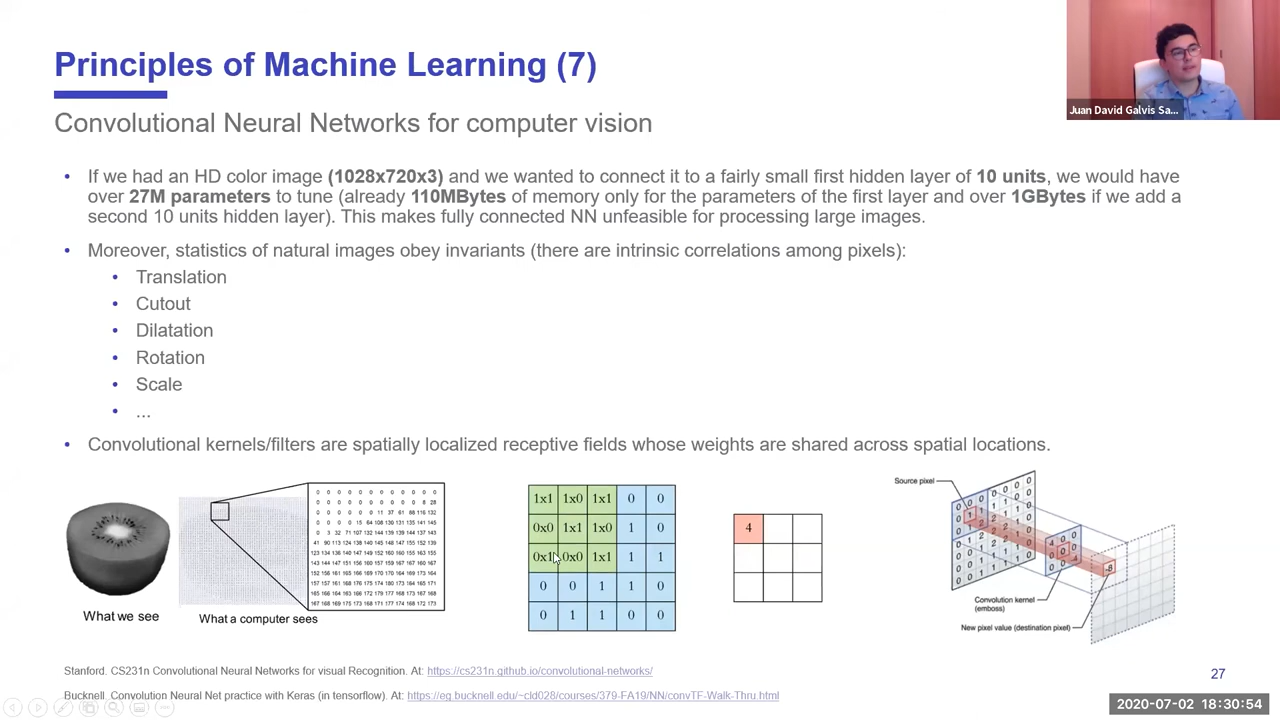 Principles of Machine Learning (7)
Juan David Galvis Sa...
Convolutional Neural Networks for computer vision
• If we had an HD color image (1028x720x3) and we wanted to connect it to a fairly small first hidden layer of 10 units, we would have
over 27M parameters to tune (already 110MBytes of memory only for the parameters of the first layer and over 1GBytes if we add a
second 10 units hidden layer). This makes fully connected NN unfeasible for processing large images.
• Moreover, statistics of natural images obey invariants (there are intrinsic correlations among pixels):
• Translation
• Cutout
• Dilatation
• Rotation
• Scale
• ...
• Convolutional kernels/filters are spatially localized receptive fields whose weights are shared across spatial locations.
What we see
What a computer sees
1x1 1x0 1x1 0 0
0x0 1x1 1x0 1 0
0x1 0x0 1x1 1 1
0 0 1 1 0
0 1 1 0 0
4
Source pixel
Convolution kernel
(emboss)
New pixel value (destination pixel)
-8
Stanford. CS231n Convolutional Neural Networks for visual Recognition. At: https://cs231n.github.io/convolutional-networks/
27
Bucknell. Convolution Neural Net practice with Keras (in tensorflow). At: https://eg.bucknell.edu/~cld028/courses/379-FA19/NN/convTF-Walk-Thru.html
2020-07-02 18:30:54